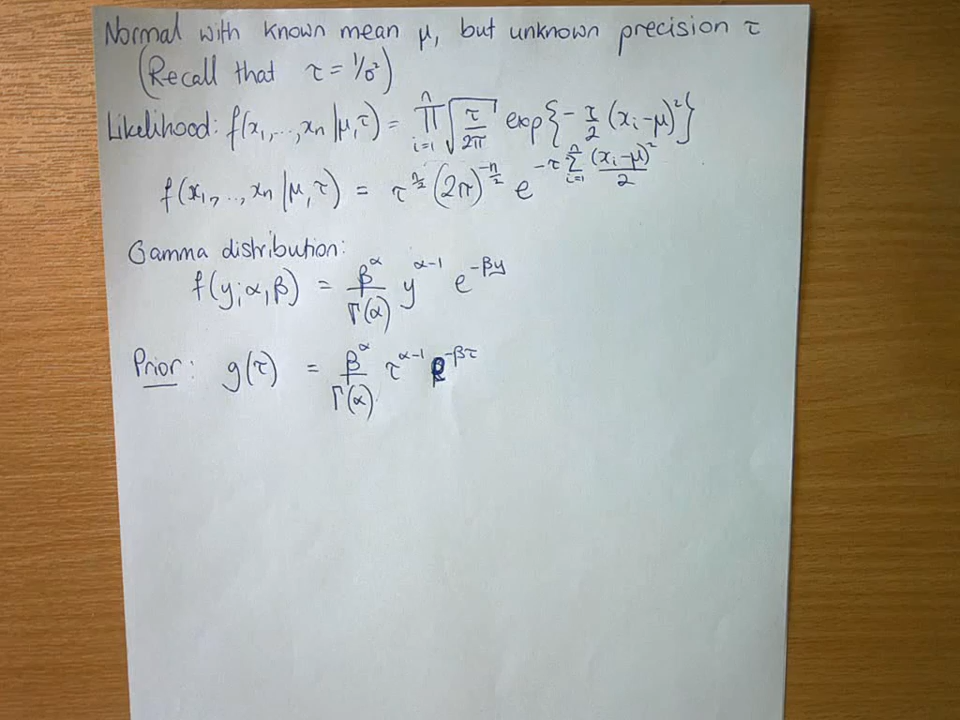 Normal with known mean μ, but unknown precision τ
(Recall that τ = 1/σ²)
Likelihood: f(x₁,...,xₙ|μ,τ) = ∏ᵢ₌₁ⁿ √(τ/2π) exp{-τ/2 (xᵢ-μ)²}
f(x₁,...,xₙ|μ,τ) = τ^(n/2) (2π)^(-n/2) e^(-τ ∑ᵢ₌₁ⁿ (xᵢ-μ)²/2)
Gamma distribution:
f(y;α,β) = β^α/Γ(α) y^(α-1) e^(-βy)
Prior: g(τ) = β^α/Γ(α) τ^(α-1) e^(-βτ)